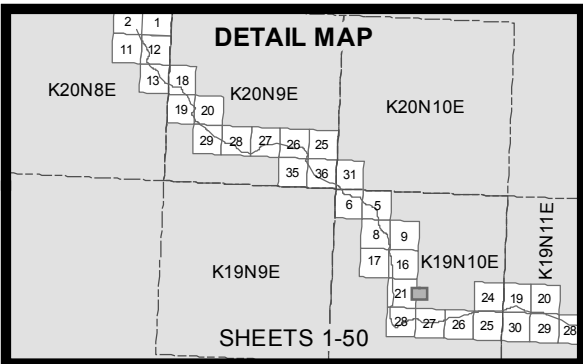 2 1
DETAIL MAP
11 12
K20N8E
13 18
K20N9E
K20N10E
19 20
29 28 27 26 25
35 36 31
6 5
8 9
K19N11E
17 16
K19N9E
K19N10E
21
24 19 20
28 27 26 25 30 29 28
SHEETS 1-50